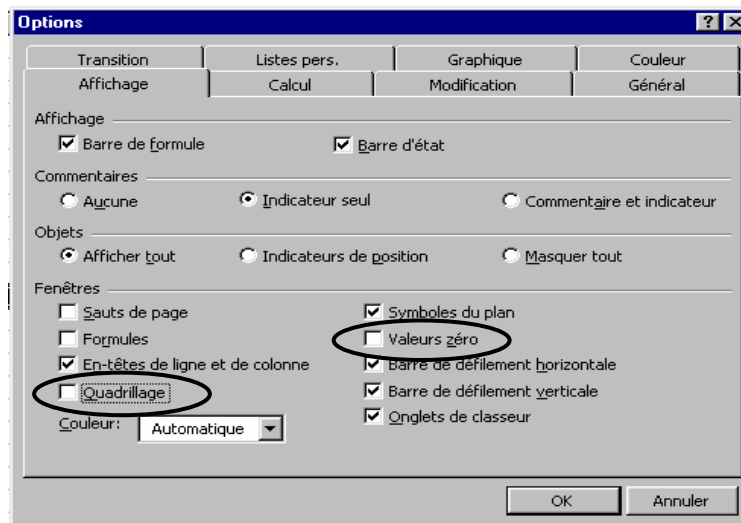 Options
Transition Listes pers. Graphique Couleur
Affichage Calcul Modification Général
Affichage
Barre de formule Barre d'état
Commentaires
Aucune Indicateur seul Commentaire et indicateur
Objets
Afficher tout Indicateurs de position Masquer tout
Fenêtres
Sauts de page Symboles du plan
Formules Valeurs zéro
En-têtes de ligne et de colonne Barre de défilement horizontale
Quadrillage Barre de défilement verticale
Couleur: Automatique Onglets de classeur
OK Annuler